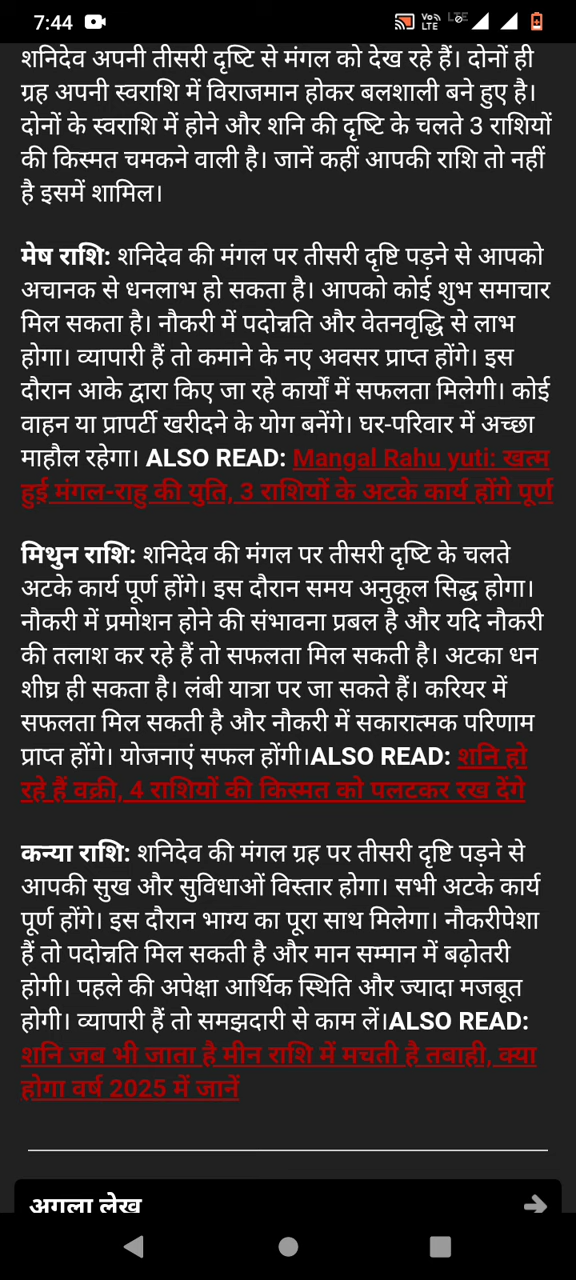 7:44
Vo)) LTE
LTE
शनिदेव अपनी तीसरी दृष्टि से मंगल को देख रहे हैं। दोनों ही
ग्रह अपनी स्वराशि में विराजमान होकर बलशाली बने हुए है।
दोनों के स्वराशि में होने और शनि की दृष्टि के चलते 3 राशियों
की किस्मत चमकने वाली है। जानें कहीं आपकी राशि तो नहीं
है इसमें शामिल।
मेष राशि: शनिदेव की मंगल पर तीसरी दृष्टि पड़ने से आपको
अचानक से धनलाभ हो सकता है। आपको कोई शुभ समाचार
मिल सकता है। नौकरी में पदोन्नति और वेतनवृद्धि से लाभ
होगा। व्यापारी हैं तो कमाने के नए अवसर प्राप्त होंगे। इस
दौरान आके द्वारा किए जा रहे कार्यों में सफलता मिलेगी। कोई
वाहन या प्रापर्टी खरीदने के योग बनेंगे। घर-परिवार में अच्छा
माहौल रहेगा। ALSO READ: Mangal Rahu yuti: खत्म
हुई मंगल-राहु की युति, 3 राशियों के अटके कार्य होंगे पूर्ण
मिथुन राशि: शनिदेव की मंगल पर तीसरी दृष्टि के चलते
अटके कार्य पूर्ण होंगे। इस दौरान समय अनुकूल सिद्ध होगा।
नौकरी में प्रमोशन होने की संभावना प्रबल है और यदि नौकरी
की तलाश कर रहे हैं तो सफलता मिल सकती है। अटका धन
शीघ्र ही सकता है। लंबी यात्रा पर जा सकते हैं। करियर में
सफलता मिल सकती है और नौकरी में सकारात्मक परिणाम
प्राप्त होंगे। योजनाएं सफल होंगी।ALSO READ: शनि हो
रहे हैं वक्री, 4 राशियों की किस्मत को पलटकर रख देंगे
कन्या राशि: शनिदेव की मंगल ग्रह पर तीसरी दृष्टि पड़ने से
आपकी सुख और सुविधाओं विस्तार होगा। सभी अटके कार्य
पूर्ण होंगे। इस दौरान भाग्य का पूरा साथ मिलेगा। नौकरीपेशा
हैं तो पदोन्नति मिल सकती है और मान सम्मान में बढ़ोतरी
होगी। पहले की अपेक्षा आर्थिक स्थिति और ज्यादा मजबूत
होगी। व्यापारी हैं तो समझदारी से काम लें।ALSO READ:
शनि जब भी जाता है मीन राशि में मचती है तबाही, क्या
होगा वर्ष 2025 में जानें
अगला लेख